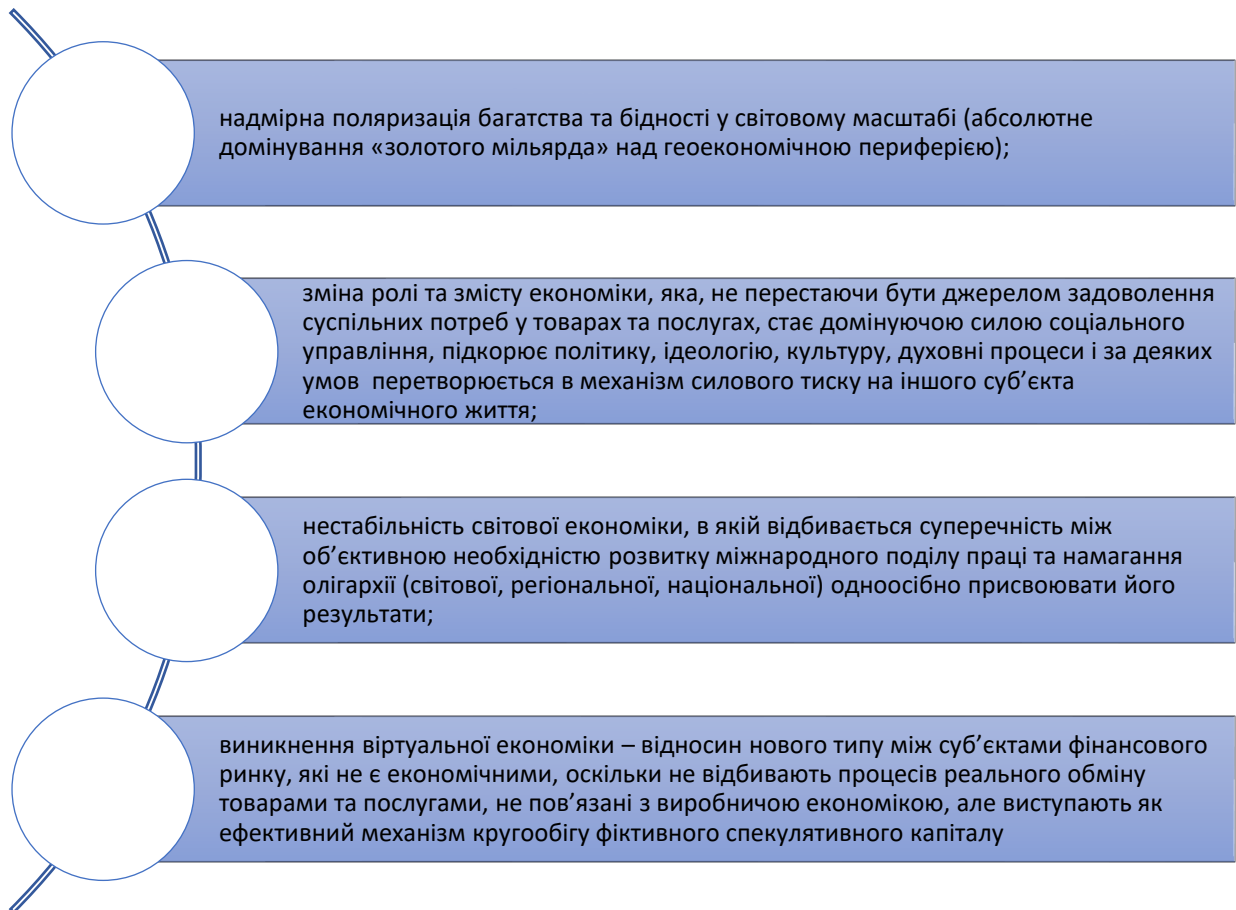 надмірна поляризація багатства та бідності у світовому масштабі (абсолютне
домінування «золотого мільярда» над геоекономічною периферією);
зміна ролі та змісту економіки, яка, не перестаючи бути джерелом задоволення
суспільних потреб у товарах та послугах, стає домінуючою силою соціального
управління, підкорює політику, ідеологію, культуру, духовні процеси і за деяких
умов  перетворюється в механізм силового тиску на іншого суб’єкта
економічного життя;
нестабільність світової економіки, в якій відбивається суперечність між
об’єктивною необхідністю розвитку міжнародного поділу праці та намагання
олігархії (світової, регіональної, національної) одноосібно присвоювати його
результати;
виникнення віртуальної економіки – відносин нового типу між суб’єктами фінансового
ринку, які не є економічними, оскільки не відбивають процесів реального обміну
товарами та послугами, не пов’язані з виробничою економікою, але виступають як
ефективний механізм кругообігу фіктивного спекулятивного капіталу